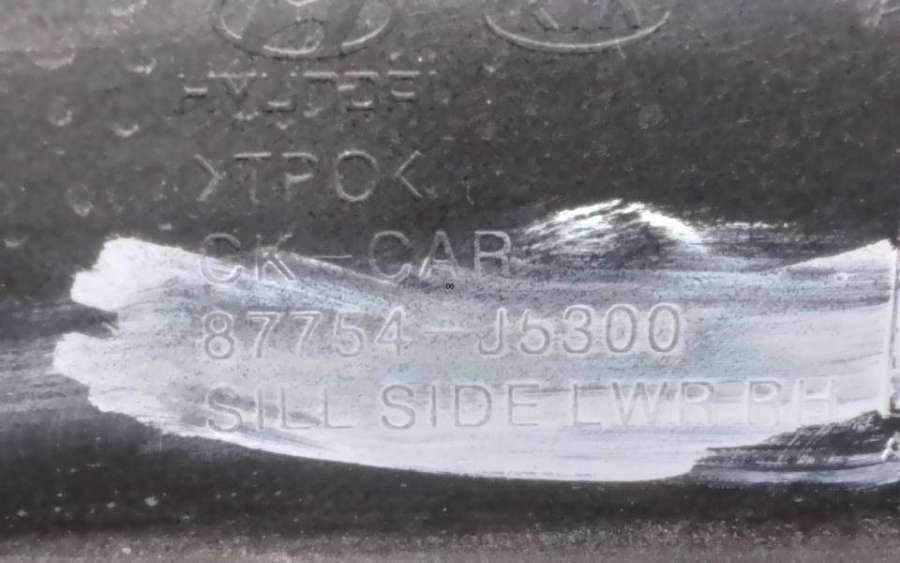 >TPO<
CK-CAR
87754-J5300
SILL SIDE LWR RH